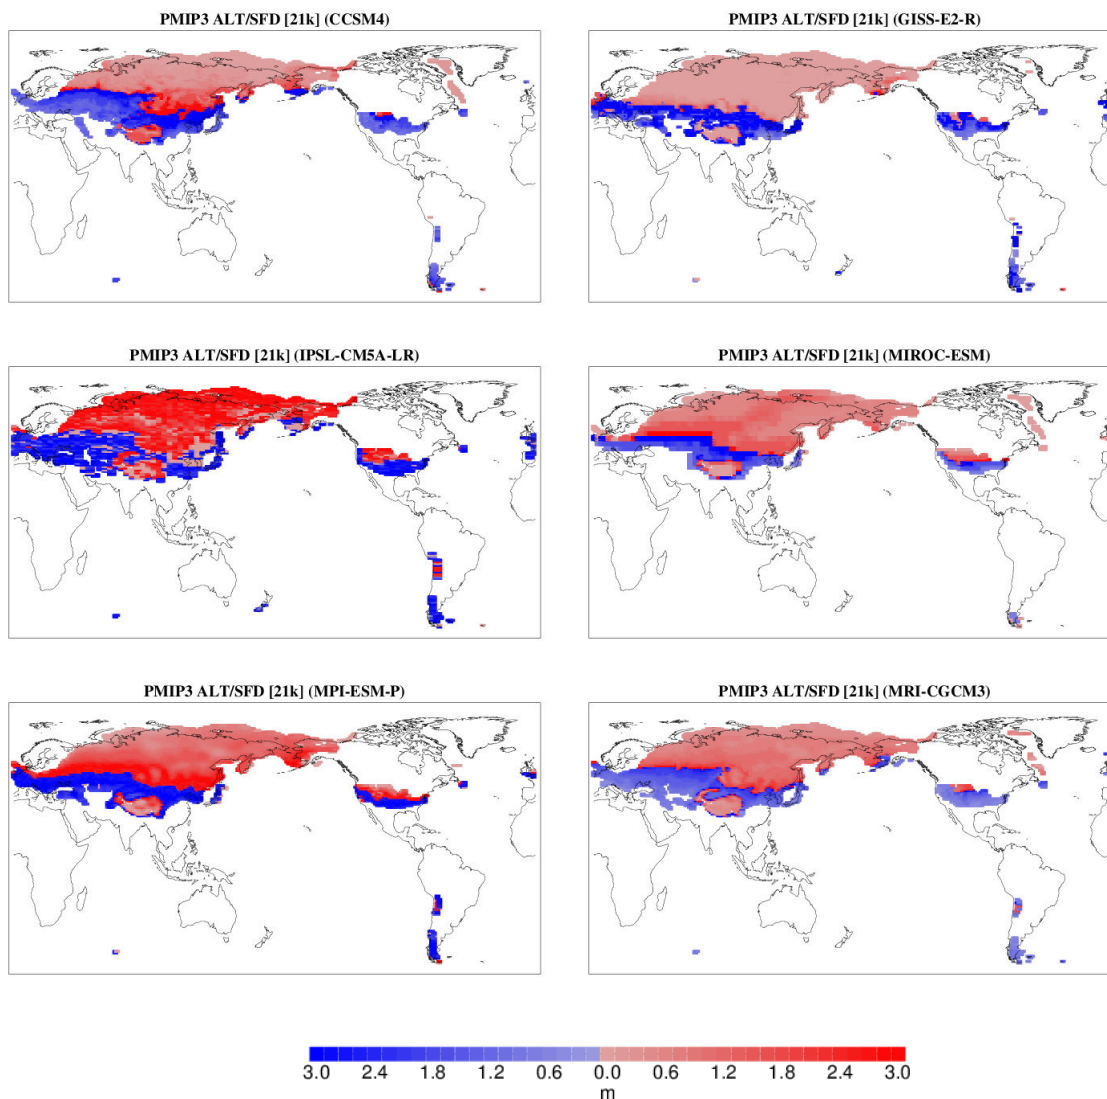 PMIP3 ALT/SFD [21k] (CCSM4)
PMIP3 ALT/SFD [21k] (GISS-E2-R)
PMIP3 ALT/SFD [21k] (IPSL-CM5A-LR)
PMIP3 ALT/SFD [21k] (MIROC-ESM)
PMIP3 ALT/SFD [21k] (MPI-ESM-P)
PMIP3 ALT/SFD [21k] (MRI-CGCM3)
3.0 2.4 1.8 1.2 0.6 0.0 0.6 1.2 1.8 2.4 3.0
m